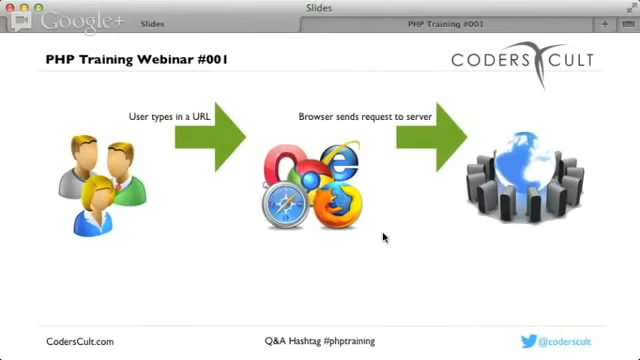 Slides
Google+
Slides
PHP Training #001
PHP Training Webinar #001
CODERS CULT
User types in a URL
Browser sends request to server
CodersCult.com
Q&A Hashtag #phptraining
@coderscult